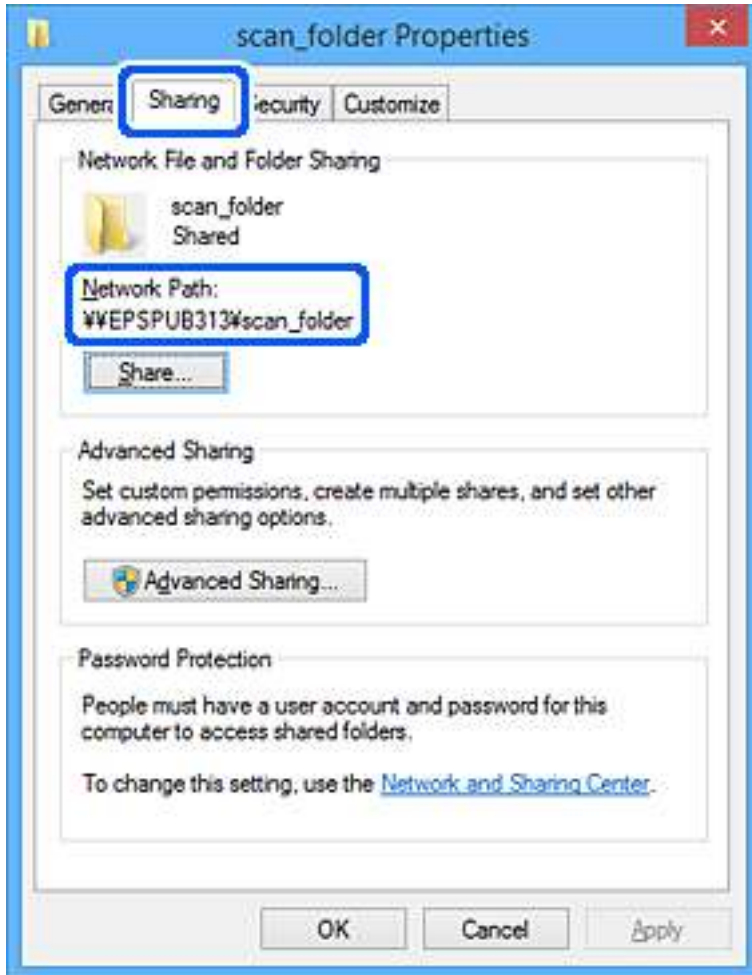 scan_folder Properties
Sharing
Customize
Network File and Folder Sharing
scan_folder
Shared
Network Path:
¥¥EPSPUB313¥scan_folder
Share...
Advanced Sharing
Set custom permissions, create multiple shares, and set other
advanced sharing options.
Advanced Sharing...
Password Protection
People must have a user account and password for this
computer to access shared folders.
To change this setting, use the Network and Sharing Center.
OK
Cancel
Apply